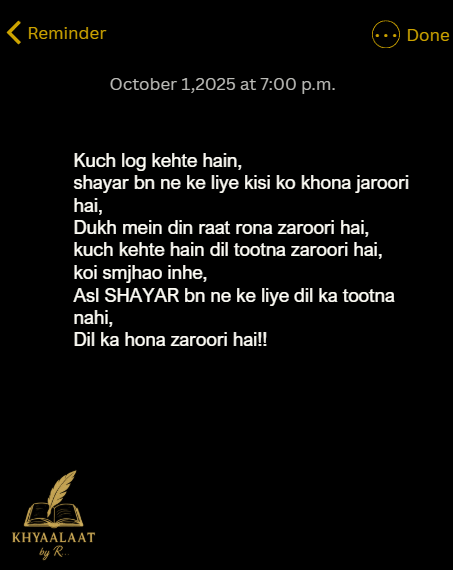 Reminder
Done
October 1,2025 at 7:00 p.m.
Kuch log kehte hain,
shayar bn ne ke liye kisi ko khona jaroori
hai,
Dukh mein din raat rona zaroori hai,
kuch kehte hain dil tootna zaroori hai,
koi smjhao inhe,
Asl SHAYAR bn ne ke liye dil ka tootna
nahi,
Dil ka hona zaroori hai!!
KHYAALAAT
by R...